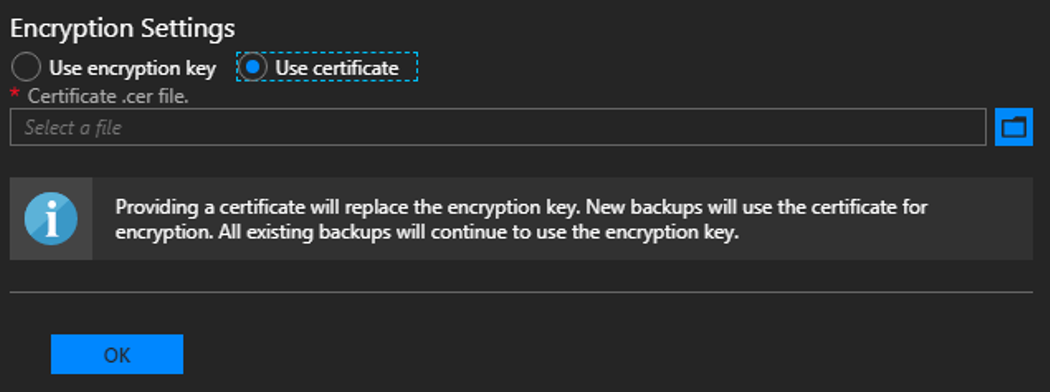 Encryption Settings
Use encryption key Use certificate
* Certificate .cer file.
Select a file
Providing a certificate will replace the encryption key. New backups will use the certificate for
encryption. All existing backups will continue to use the encryption key.
OK